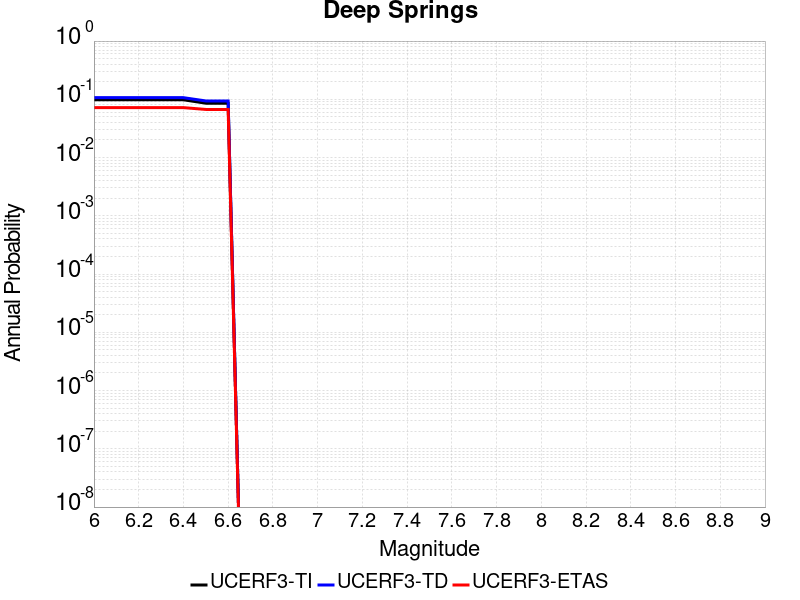 Deep Springs
10^0
10^-1
10^-2
10^-3
10^-4
10^-5
10^-6
10^-7
10^-8
Annual Probability
6 6.2 6.4 6.6 6.8 7 7.2 7.4 7.6 7.8 8 8.2 8.4 8.6 8.8 9
Magnitude
UCERF3-TI UCERF3-TD UCERF3-ETAS